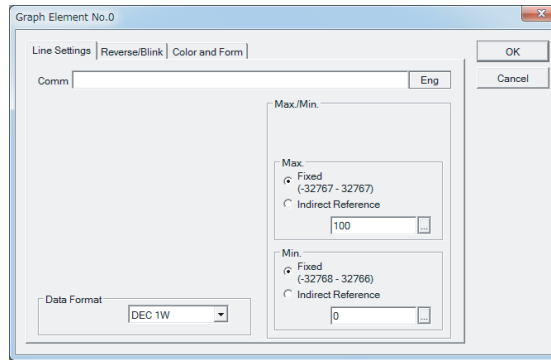 Graph Element No.0
Line Settings
Reverse/Blink
Color and Form
OK
Cancel
Comm
Eng
Max./Min.
Max.
Fixed
(-32767 - 32767)
Indirect Reference
100
...
Min.
Fixed
(-32768 - 32766)
Indirect Reference
0
...
Data Format
DEC 1W